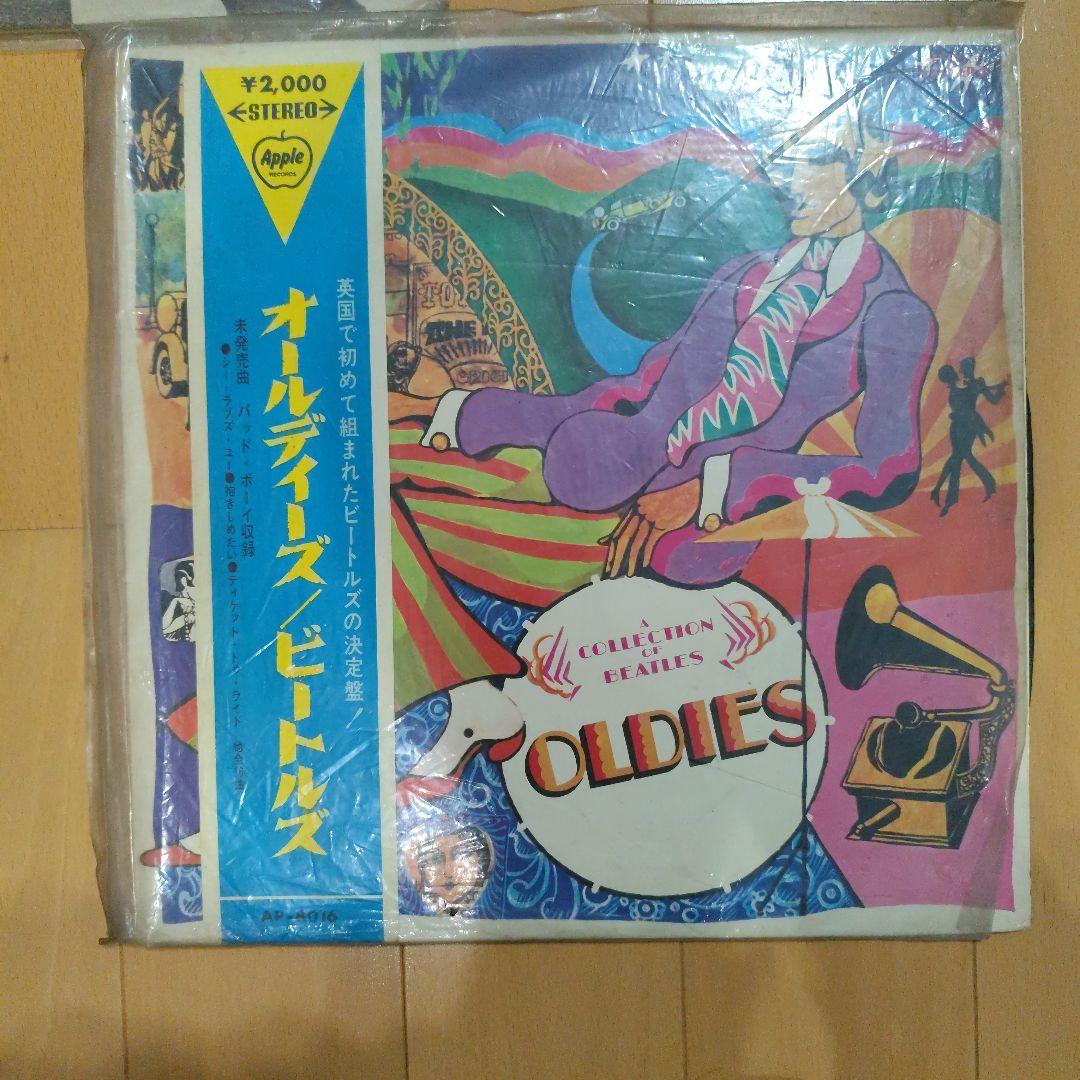 ¥2,000
←STEREO→
Apple
RECORDS
英国で初めて組まれたビートルズの決定盤!
オールディーズ/ビートルズ
未発売曲 バッド・ボーイ収録
●シー・ラブズ・ユー●抱きしめたい●ティケット・トゥ・ライド 他全16曲
AP-8016
A
COLLECTION
OF
BEATLES
OLDIES